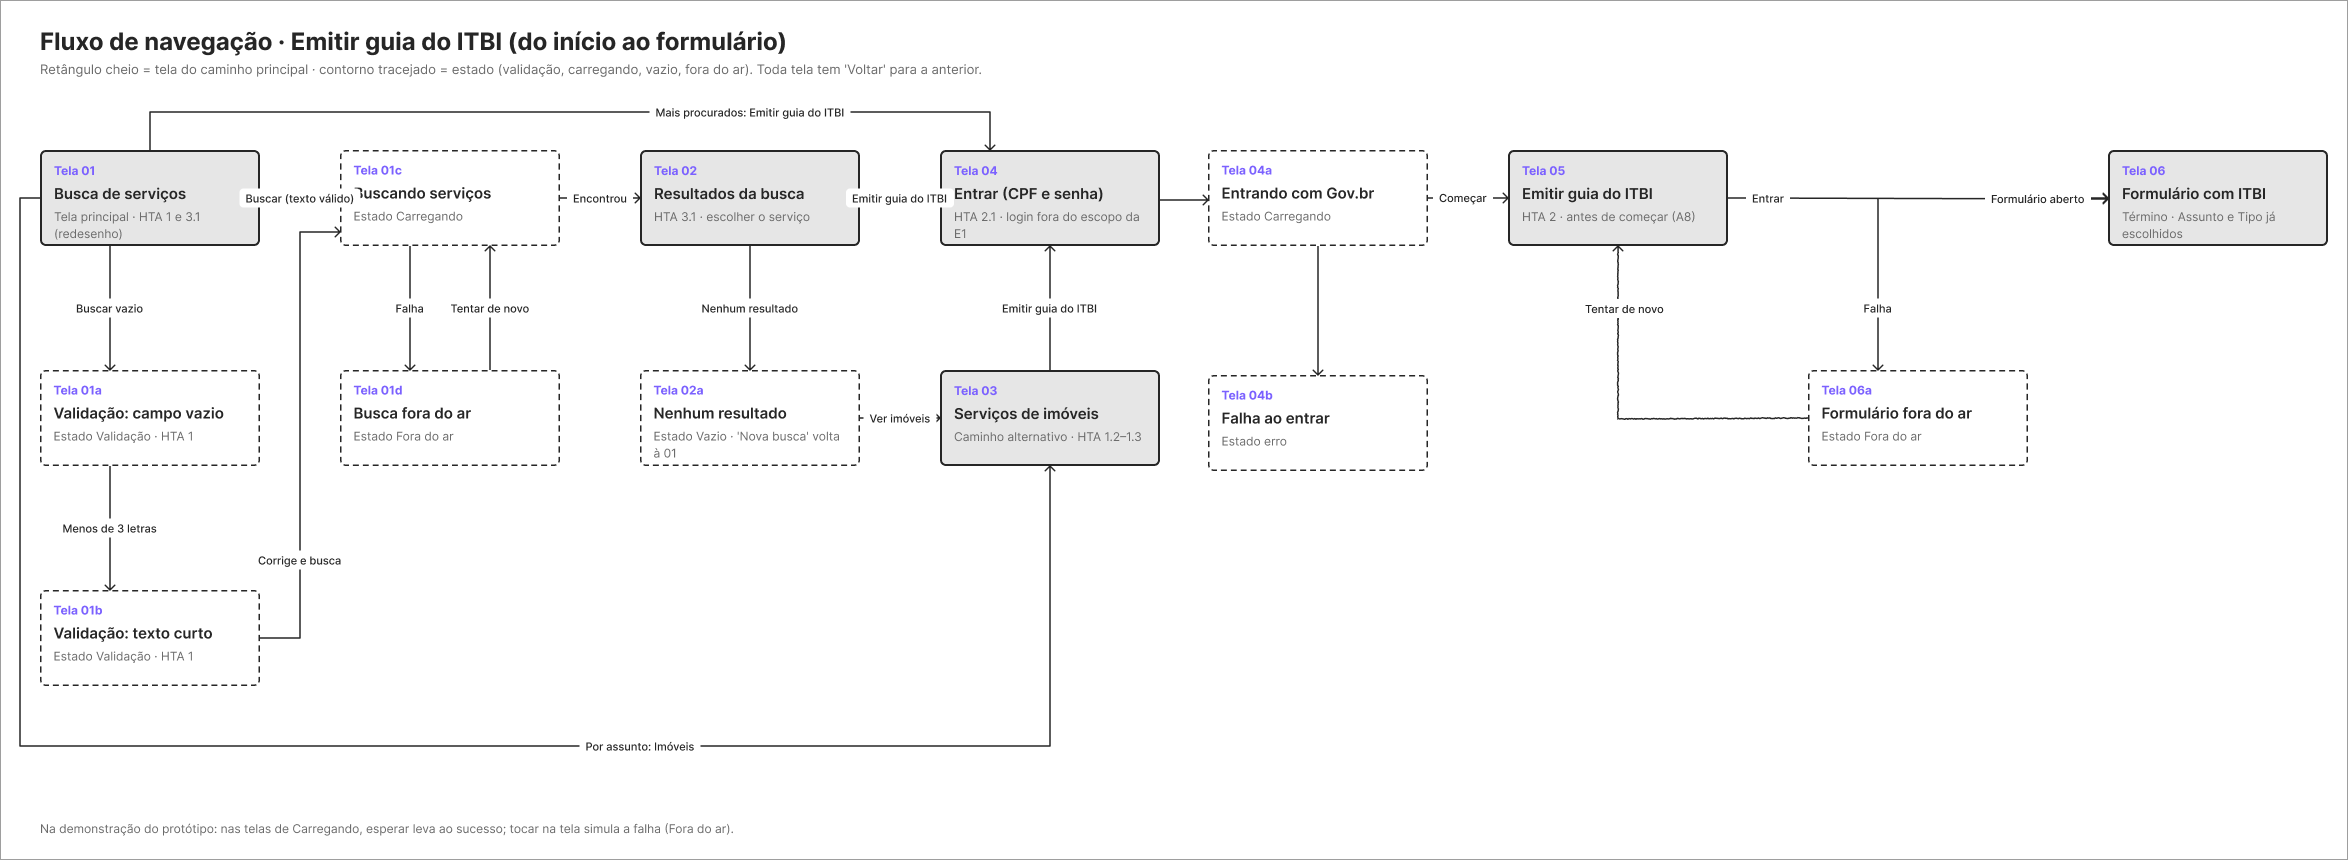 Fluxo de navegação · Emitir guia do ITBI (do início ao formulário)
Retângulo cheio = tela do caminho principal · contorno tracejado = estado (validação, carregando, vazio, fora do ar). Toda tela tem 'Voltar' para a anterior.
Mais procurados: Emitir guia do ITBI
Tela 01
Busca de serviços
Tela principal · HTA 1 e 3.1
(redesenho)
Buscar (texto válido)
Tela 01c
Buscando serviços
Estado Carregando
Encontrou
Tela 02
Resultados da busca
HTA 3.1 · escolher o serviço
Emitir guia do ITBI
Tela 04
Entrar (CPF e senha)
HTA 2.1 · login fora do escopo da
E1
Tela 04a
Entrando com Gov.br
Estado Carregando
Começar
Tela 05
Emitir guia do ITBI
HTA 2 · antes de começar (A8)
Entrar
Formulário aberto
Tela 06
Formulário com ITBI
Término · Assunto e Tipo já
escolhidos
Buscar vazio
Falha
Tentar de novo
Nenhum resultado
Emitir guia do ITBI
Tentar de novo
Falha
Tela 01a
Validação: campo vazio
Estado Validação · HTA 1
Tela 01d
Busca fora do ar
Estado Fora do ar
Tela 02a
Nenhum resultado
Estado Vazio · 'Nova busca' volta
à 01
Ver imóveis
Tela 03
Serviços de imóveis
Caminho alternativo · HTA 1.2–1.3
Tela 04b
Falha ao entrar
Estado erro
Tela 06a
Formulário fora do ar
Estado Fora do ar
Menos de 3 letras
Corrige e busca
Tela 01b
Validação: texto curto
Estado Validação · HTA 1
Por assunto: Imóveis
Na demonstração do protótipo: nas telas de Carregando, esperar leva ao sucesso; tocar na tela simula a falha (Fora do ar).